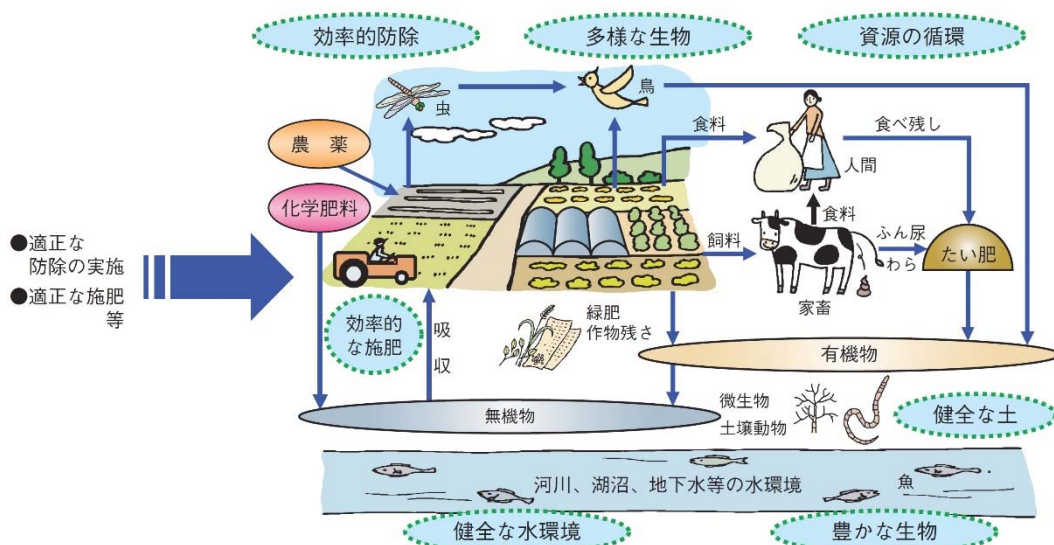 効率的防除
多様な生物
資源の循環
虫
鳥
農　薬
化学肥料
食料
食べ残し
人間
食料
●適正な
防除の実施
●適正な施肥
等
飼料
ふん尿
わら
たい肥
家畜
効率的
な施肥
吸
収
緑肥
作物残さ
有機物
無機物
微生物
土壌動物
健全な土
河川、湖沼、地下水等の水環境
魚
健全な水環境
豊かな生物